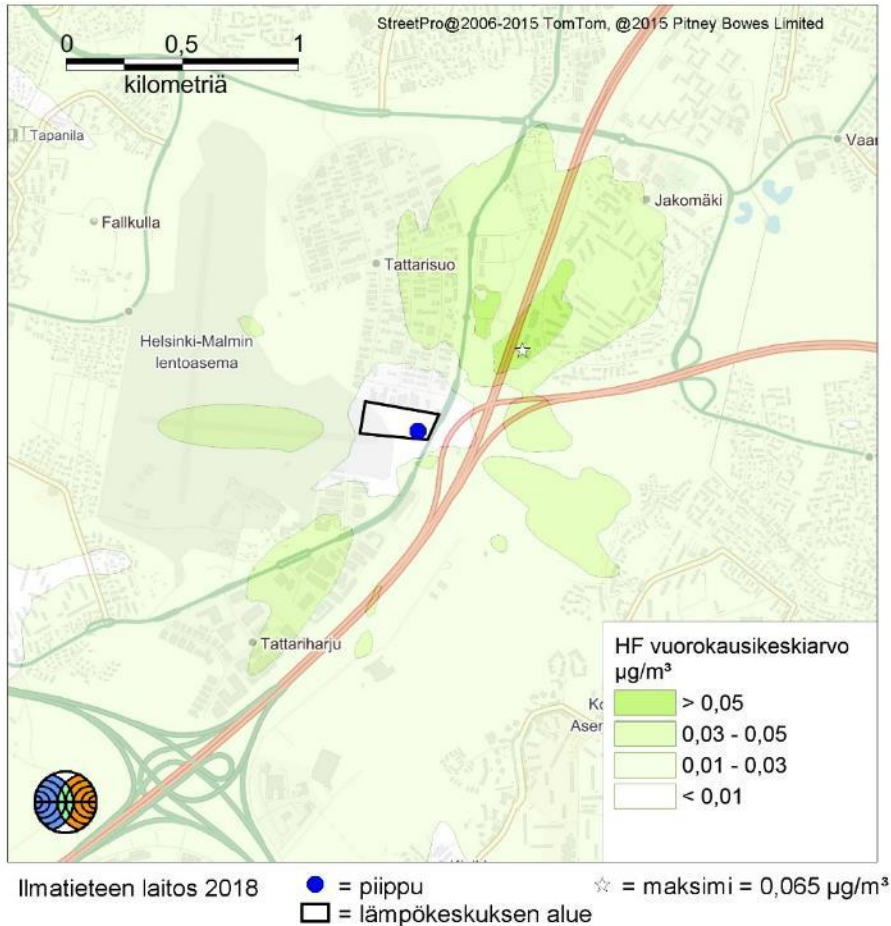 StreetPro@2006-2015 TomTom, @2015 Pitney Bowes Limited
0 0,5 1
kilometriä
Tapanila
Fallkulla
Tattarisuo
Jakomäki
Helsinki-Malmin
lentoasema
Tattariharju
HF vuorokausikeskiarvo
µg/m³
> 0,05
0,03 - 0,05
0,01 - 0,03
< 0,01
Ilmatieteen laitos 2018 = piippu = maksimi = 0,065 µg/m³
= lämpökeskuksen alue